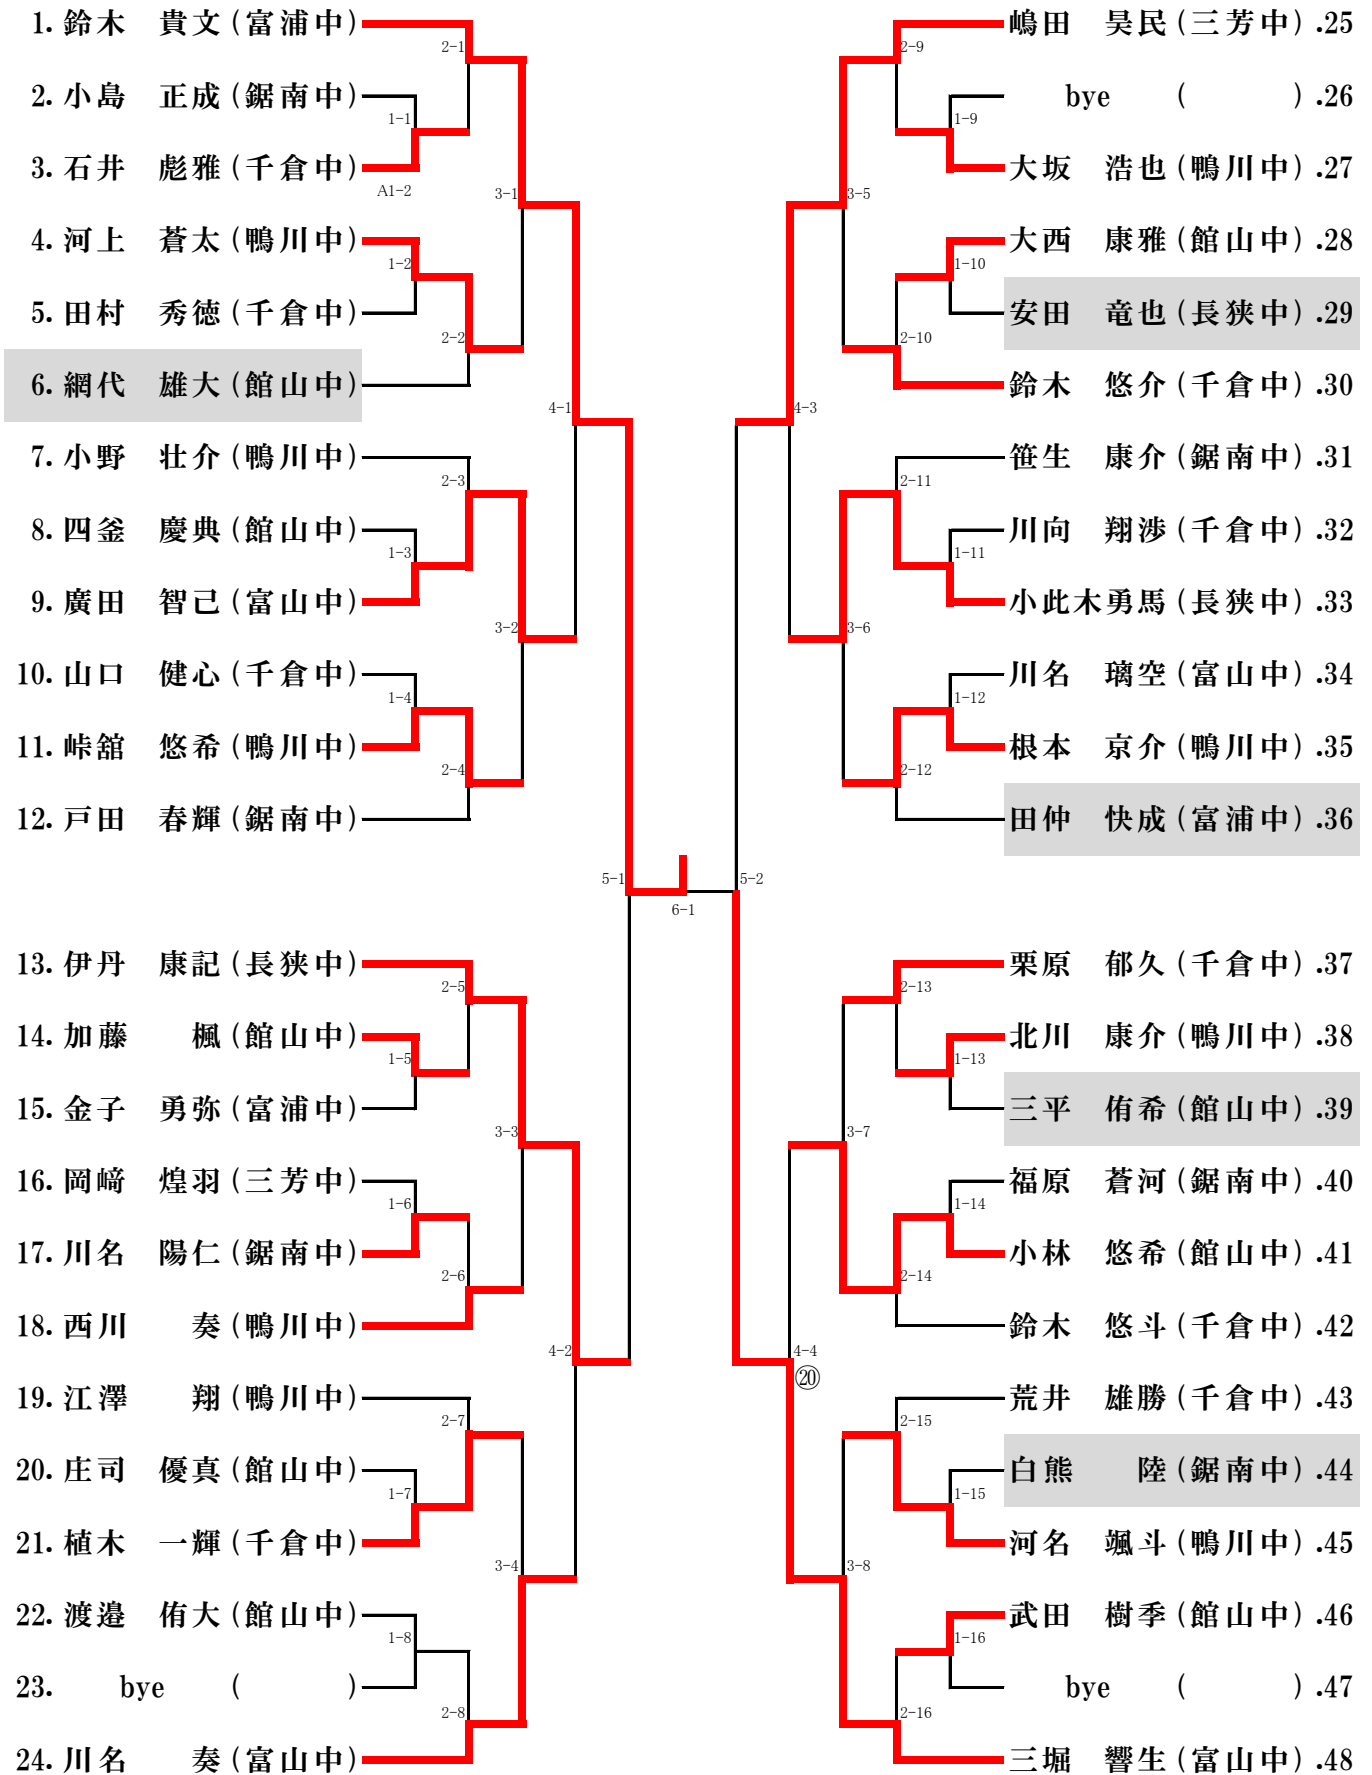 1. 鈴木　貴文(富浦中)
2-1
2. 小島　正成(鋸南中)
1-1
3. 石井　彪雅(千倉中)
A1-2
3-1
4. 河上　蒼太(鴨川中)
1-2
5. 田村　秀徳(千倉中)
2-2
6. 網代　雄大(館山中)
4-1
7. 小野　壮介(鴨川中)
2-3
8. 四釜　慶典(館山中)
1-3
9. 廣田　智己(富山中)
3-2
10. 山口　健心(千倉中)
1-4
11. 峠舘　悠希(鴨川中)
2-4
12. 戸田　春輝(鋸南中)
5-1
6-1
13. 伊丹　康記(長狭中)
2-5
14. 加藤　　楓(館山中)
1-5
15. 金子　勇弥(富浦中)
3-3
16. 岡﨑　煌羽(三芳中)
1-6
17. 川名　陽仁(鋸南中)
2-6
18. 西川　　奏(鴨川中)
4-2
19. 江澤　　翔(鴨川中)
2-7
20. 庄司　優真(館山中)
1-7
21. 植木　一輝(千倉中)
3-4
22. 渡邉　侑大(館山中)
1-8
23. bye (　　)
2-8
24. 川名　　奏(富山中)
嶋田　昊民(三芳中) .25
2-9
bye (　　) .26
1-9
大坂　浩也(鴨川中) .27
3-5
大西　康雅(館山中) .28
1-10
安田　竜也(長狭中) .29
2-10
鈴木　悠介(千倉中) .30
4-3
笹生　康介(鋸南中) .31
2-11
川向　翔渉(千倉中) .32
1-11
小此木勇馬(長狭中) .33
3-6
川名　璃空(富山中) .34
1-12
根本　京介(鴨川中) .35
2-12
田仲　快成(富浦中) .36
5-2
栗原　郁久(千倉中) .37
2-13
北川　康介(鴨川中) .38
1-13
三平　侑希(館山中) .39
3-7
福原　蒼河(鋸南中) .40
1-14
小林　悠希(館山中) .41
2-14
鈴木　悠斗(千倉中) .42
4-4
⑳
荒井　雄勝(千倉中) .43
2-15
白熊　　陸(鋸南中) .44
1-15
河名　颯斗(鴨川中) .45
3-8
武田　樹季(館山中) .46
1-16
bye (　　) .47
2-16
三堀　響生(富山中) .48